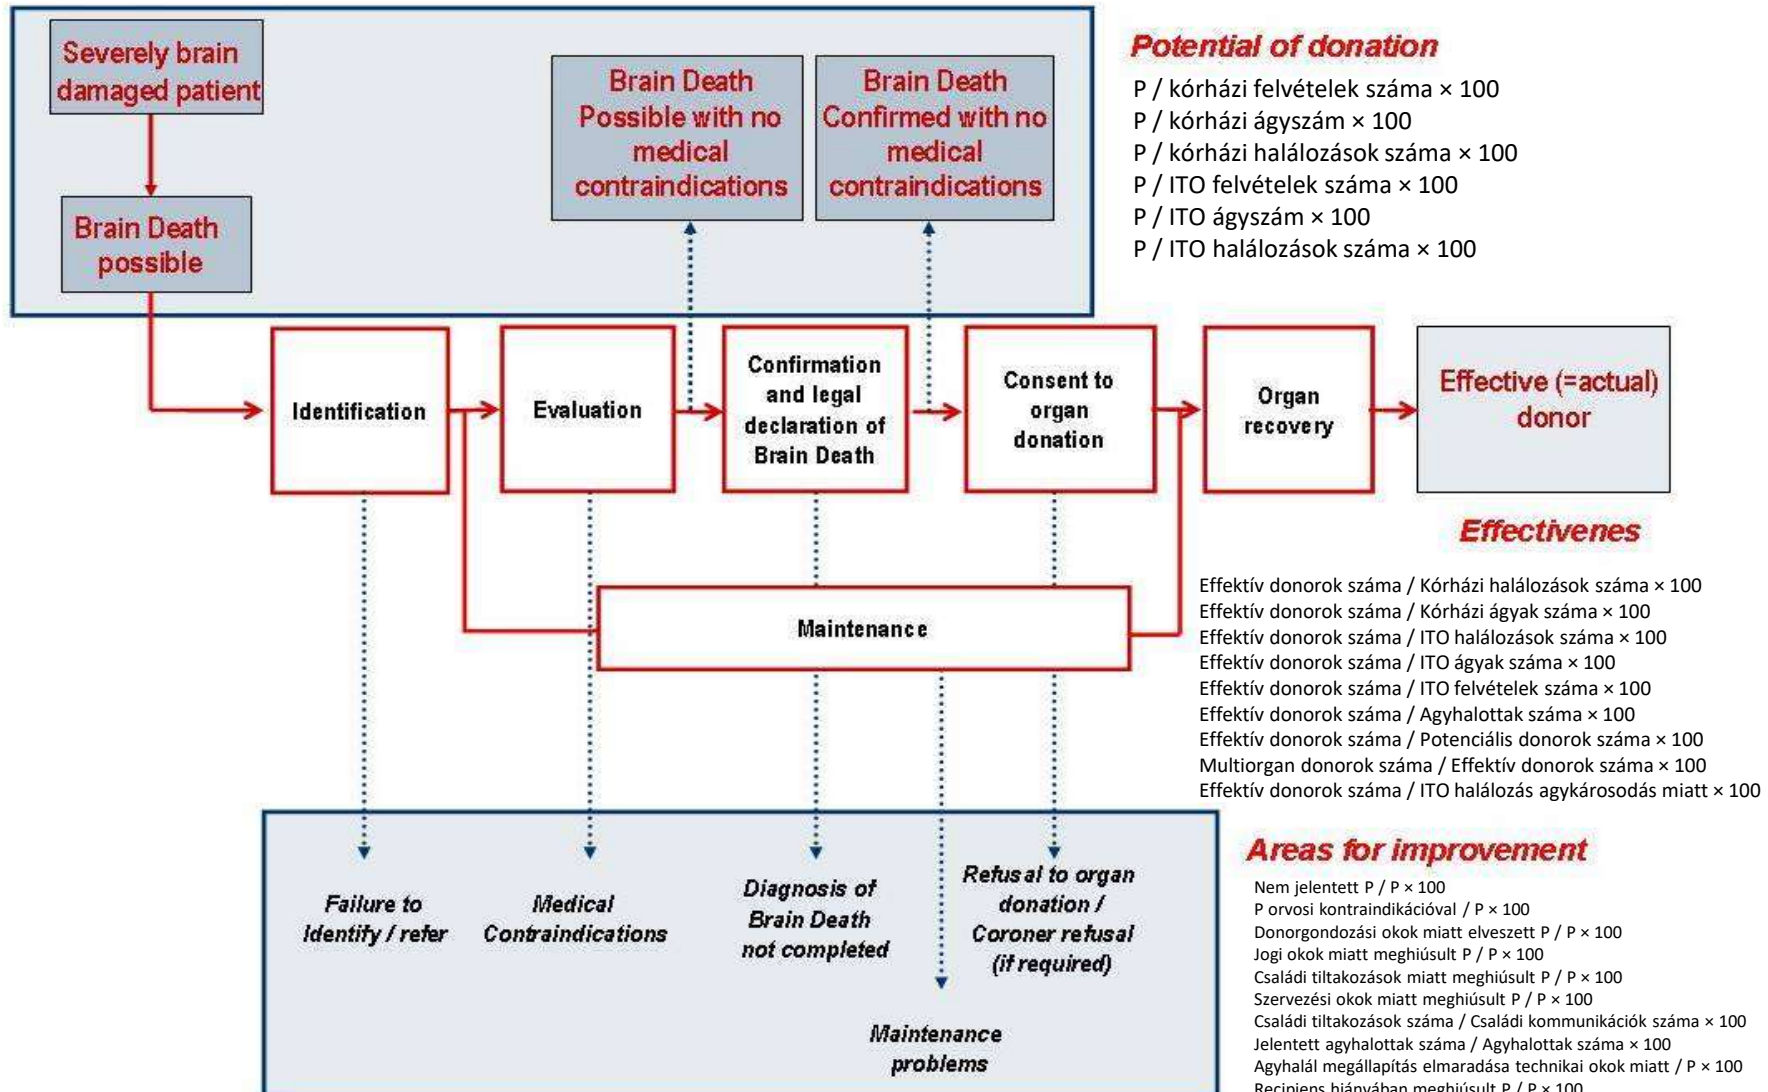 Severely brain
damaged patient
Brain Death
possible
Brain Death
Possible with no
medical
contraindications
Brain Death
Confirmed with no
medical
contraindications
Potential of donation
P / kórházi felvételek száma × 100
P / kórházi ágyszám × 100
P / kórházi halálozások száma × 100
P / ITO felvételek száma × 100
P / ITO ágyszám × 100
P / ITO halálozások száma × 100
Identification
Evaluation
Confirmation
and legal
declaration of
Brain Death
Consent to
organ
donation
Organ
recovery
Effective (=actual)
donor
Maintenance
Effectivenes
Effektív donorok száma / Kórházi halálozások száma × 100
Effektív donorok száma / Kórházi ágyak száma × 100
Effektív donorok száma / ITO halálozások száma × 100
Effektív donorok száma / ITO ágyak száma × 100
Effektív donorok száma / ITO felvételek száma × 100
Effektív donorok száma / Agyhalottak száma × 100
Effektív donorok száma / Potenciális donorok száma × 100
Multiorgan donorok száma / Effektív donorok száma × 100
Effektív donorok száma / ITO halálozás agykárosodás miatt × 100
Failure to
Identify / refer
Medical
Contraindications
Diagnosis of
Brain Death
not completed
Refusal to organ
donation /
Coroner refusal
(if required)
Maintenance
problems
Areas for improvement
Nem jelentett P / P × 100
P orvosi kontraindikációval / P × 100
Donorgondozási okok miatt elveszett P / P × 100
Jogi okok miatt meghiúsult P / P × 100
Családi tiltakozások miatt meghiúsult P / P × 100
Szervezési okok miatt meghiúsult P / P × 100
Családi tiltakozások száma / Családi kommunikációk száma × 100
Jelentett agyhalottak száma / Agyhalottak száma × 100
Agyhalál megállapítás elmaradása technikai okok miatt / P × 100
Recipiens hiányában meghiúsult P / P × 100